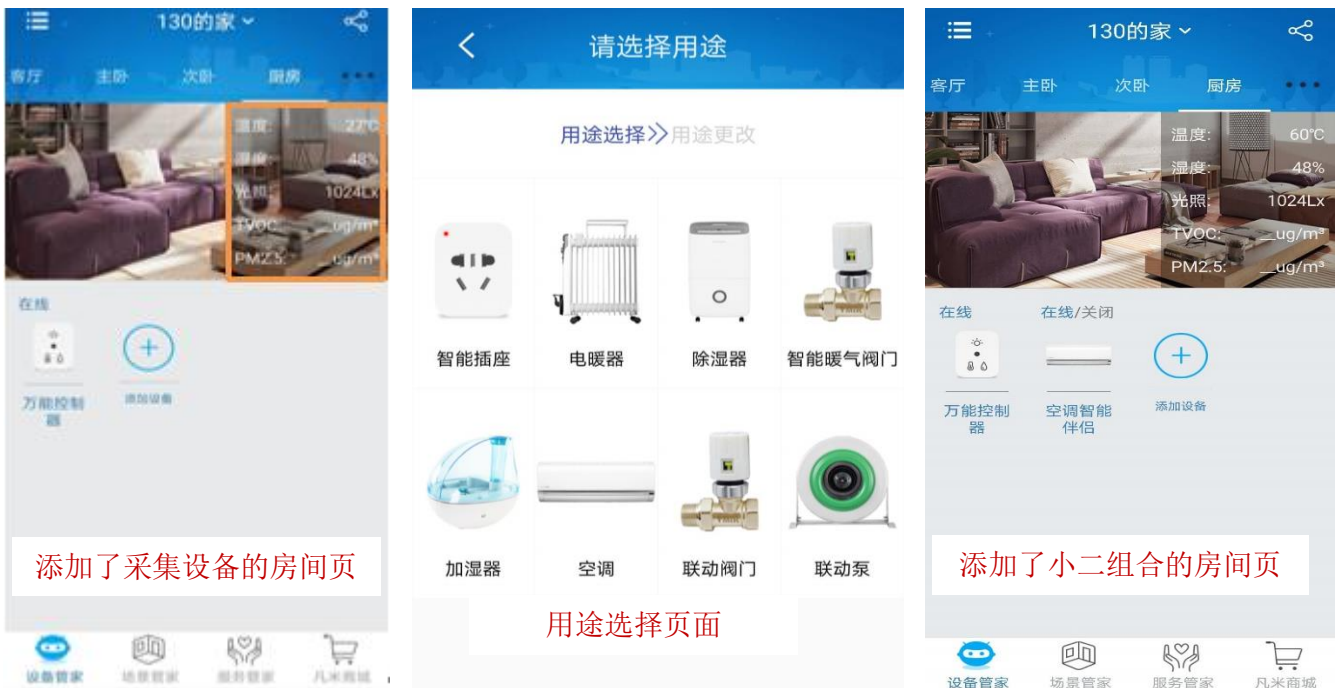 130的家
客厅 主卧 次卧 厨房
温度: 27℃
湿度: 48%
光照: 1024Lx
TVOC: __ug/m³
PM2.5: __ug/m³
在线
万能控制
器
添加设备
添加了采集设备的房间页
设备管家 场景管家 服务管家 凡米商城
请选择用途
用途选择>>用途更改
智能插座 电暖器 除湿器 智能暖气阀门
加湿器 空调 联动阀门 联动泵
用途选择页面
130的家
客厅 主卧 次卧 厨房
温度: 60℃
湿度: 48%
光照: 1024Lx
TVOC: __ug/m³
PM2.5: __ug/m³
在线 在线/关闭
万能控制
器
空调智能
伴侣
添加设备
添加了小二组合的房间页
设备管家 场景管家 服务管家 凡米商城